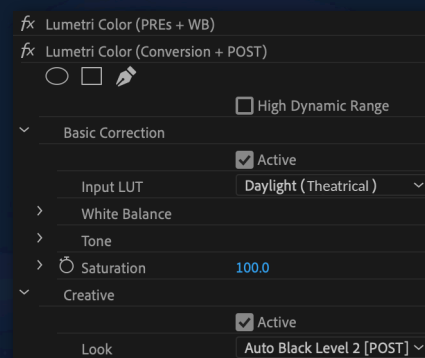 fx Lumetri Color (PREs + WB)
fx Lumetri Color (Conversion + POST)
High Dynamic Range
Basic Correction
Active
Input LUT Daylight (Theatrical)
White Balance
Tone
Saturation 100.0
Creative
Active
Look Auto Black Level 2 [POST]